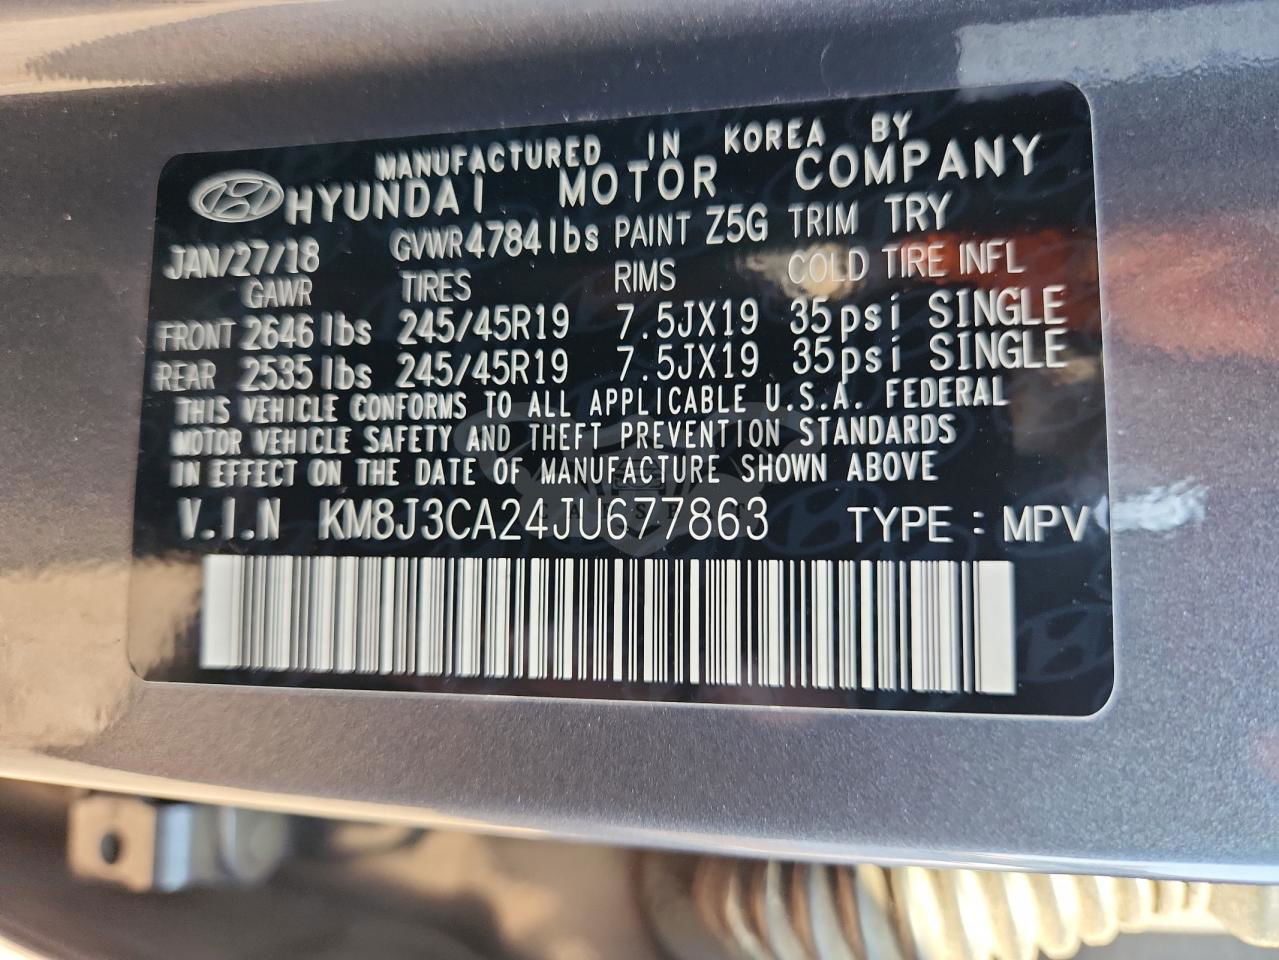 MANUFACTURED IN KOREA BY
HYUNDAI MOTOR COMPANY
JAN/27/18 GVWR 4784lbs PAINT Z5G TRIM TRY
GAWR TIRES RIMS COLD TIRE INFL
FRONT 2646 lbs 245/45R19 7.5JX19 35psi SINGLE
REAR 2535 lbs 245/45R19 7.5JX19 35psi SINGLE
THIS VEHICLE CONFORMS TO ALL APPLICABLE U.S.A. FEDERAL
MOTOR VEHICLE SAFETY AND THEFT PREVENTION STANDARDS
IN EFFECT ON THE DATE OF MANUFACTURE SHOWN ABOVE
V.I.N KM8J3CA24JU677863 TYPE : MPV